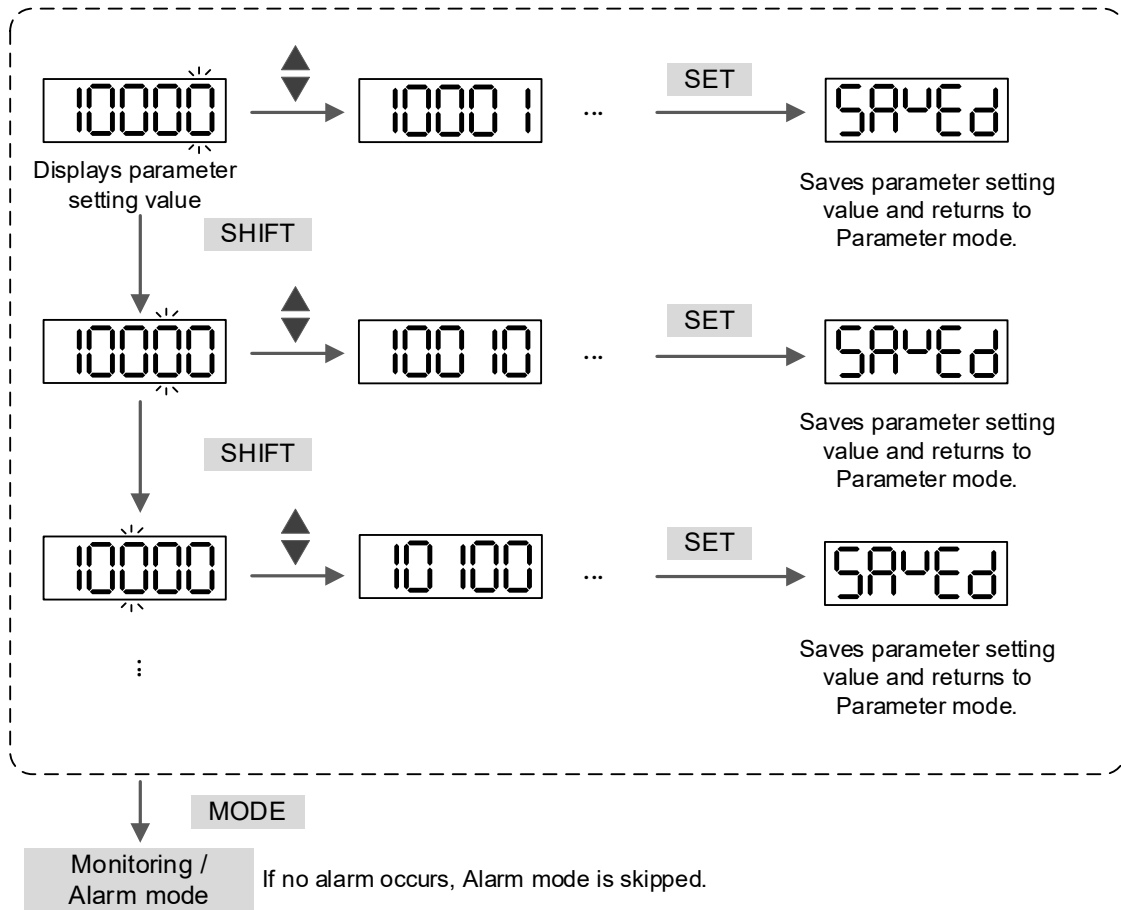 10000
10001
...
SET
SAvEd
Displays parameter
setting value
Saves parameter setting
value and returns to
Parameter mode.
SHIFT
10000
10010
...
SET
SAvEd
Saves parameter setting
value and returns to
Parameter mode.
SHIFT
10000
10100
...
SET
SAvEd
Saves parameter setting
value and returns to
Parameter mode.
...
MODE
Monitoring /
Alarm mode
If no alarm occurs, Alarm mode is skipped.